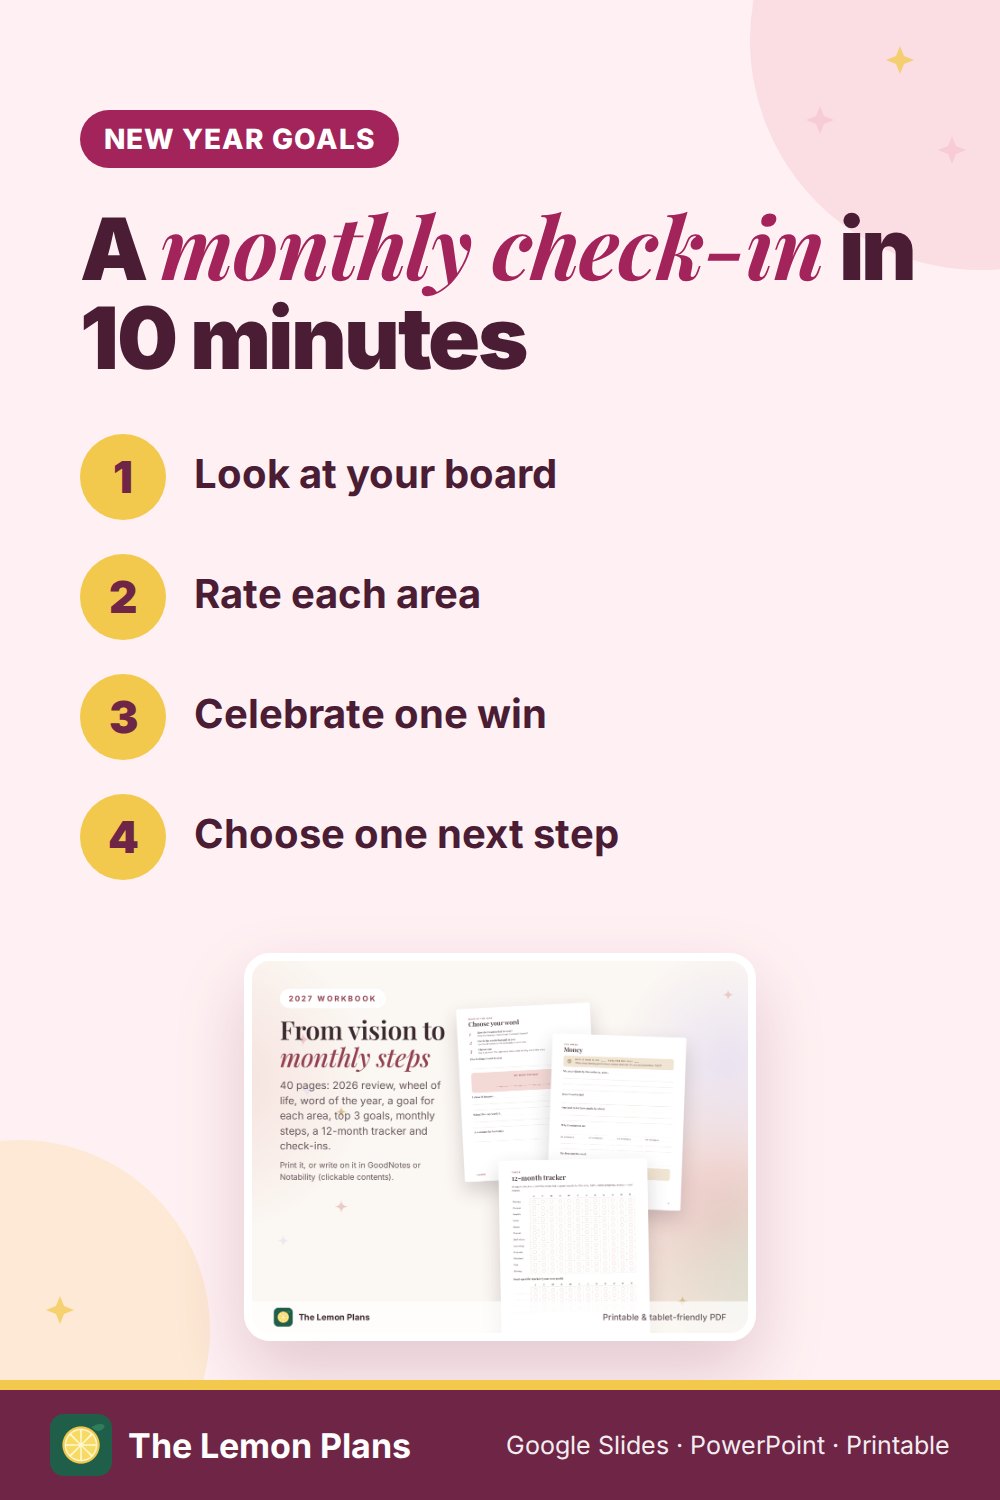 NEW YEAR GOALS
A monthly check-in in
10 minutes
1 Look at your board
2 Rate each area
3 Celebrate one win
4 Choose one next step
2027 WORKBOOK
From vision to
monthly steps
40 pages: 2026 review, wheel of
life, word of the year, a goal for
each area, top 3 goals, monthly
steps, a 12-month tracker and
check-ins.
Print it, or write on it in GoodNotes or
Notability (clickable contents).
Choose your word
Money
12-month tracker
The Lemon Plans
Printable & tablet-friendly PDF
The Lemon Plans
Google Slides · PowerPoint · Printable